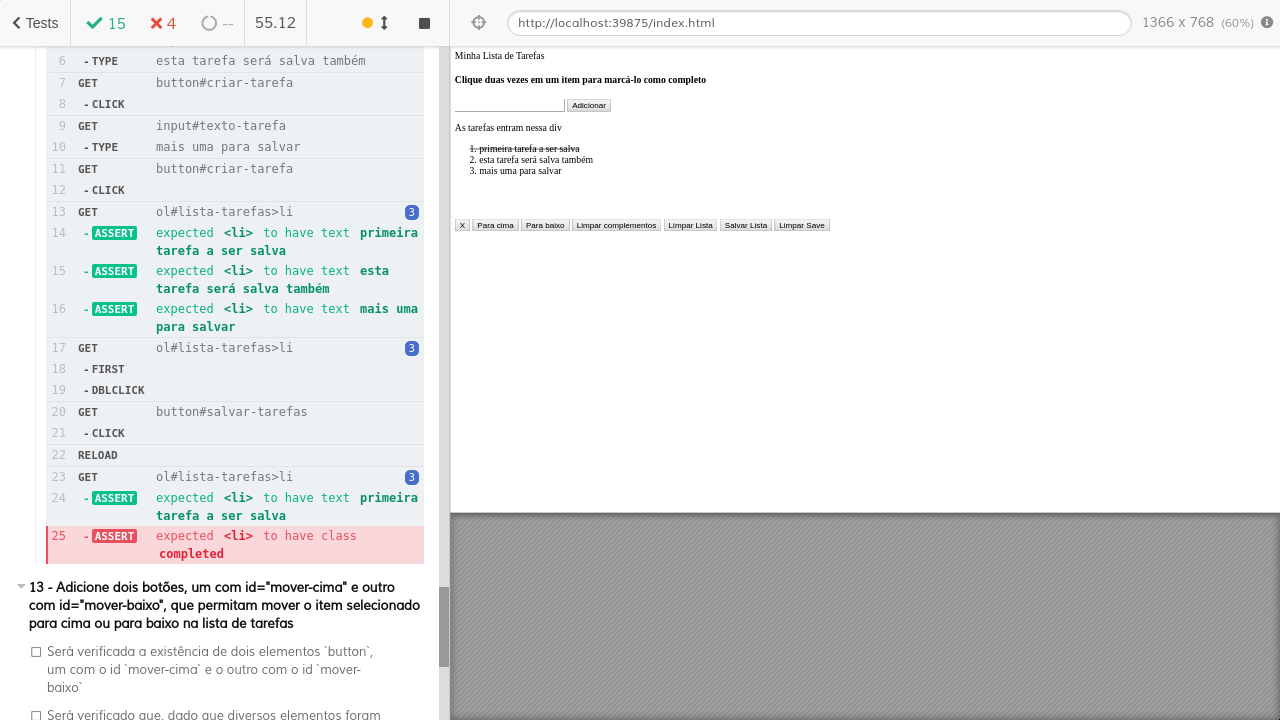 Tests 15 4 -- 55.12
http://localhost:39875/index.html 1366 x 768 (60%)
6 - TYPE esta tarefa será salva também
7 GET button#criar-tarefa
8 - CLICK
9 GET input#texto-tarefa
10 - TYPE mais uma para salvar
11 GET button#criar-tarefa
12 - CLICK
13 GET ol#lista-tarefas>li 3
14 - ASSERT expected <li> to have text primeira
tarefa a ser salva
15 - ASSERT expected <li> to have text esta
tarefa será salva também
16 - ASSERT expected <li> to have text mais uma
para salvar
17 GET ol#lista-tarefas>li 3
18 - FIRST
19 - DBLCLICK
20 GET button#salvar-tarefas
21 - CLICK
22 RELOAD
23 GET ol#lista-tarefas>li 3
24 - ASSERT expected <li> to have text primeira
tarefa a ser salva
25 - ASSERT expected <li> to have class
completed
13 - Adicione dois botões, um com id="mover-cima" e outro
com id="mover-baixo", que permitam mover o item selecionado
para cima ou para baixo na lista de tarefas
Será verificada a existência de dois elementos `button`,
um com o id `mover-cima` e o outro com o id `mover-
baixo`
Será verificado que, dado que diversos elementos foram
Minha Lista de Tarefas
Clique duas vezes em um item para marcá-lo como completo
Adicionar
As tarefas entram nessa div
1. primeira tarefa a ser salva
2. esta tarefa será salva também
3. mais uma para salvar
X Para cima Para baixo Limpar complementos Limpar Lista Salvar Lista Limpar Save